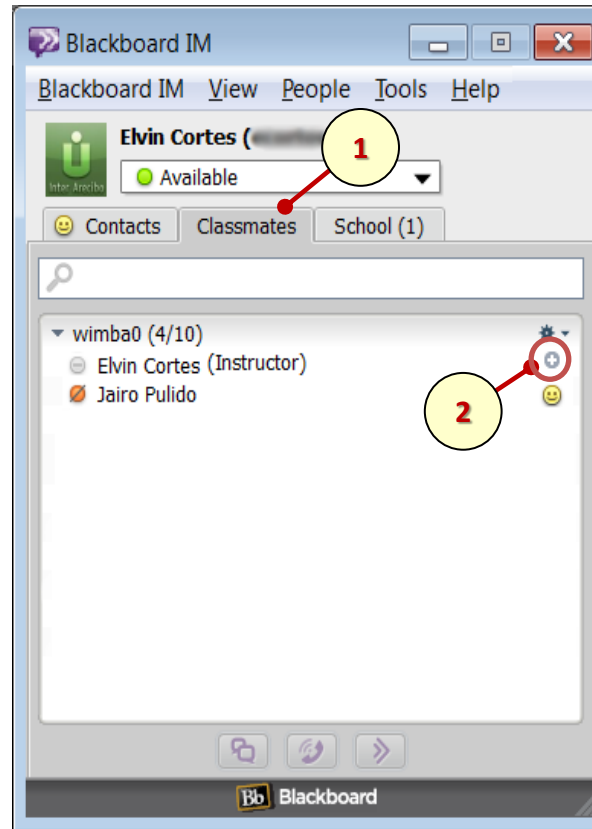 Blackboard IM
Blackboard IM View People Tools Help
Elvin Cortes (
1
Available
Inter Arecibo
Contacts Classmates School (1)
wimba0 (4/10)
Elvin Cortes (Instructor)
Jairo Pulido
2
Bb Blackboard